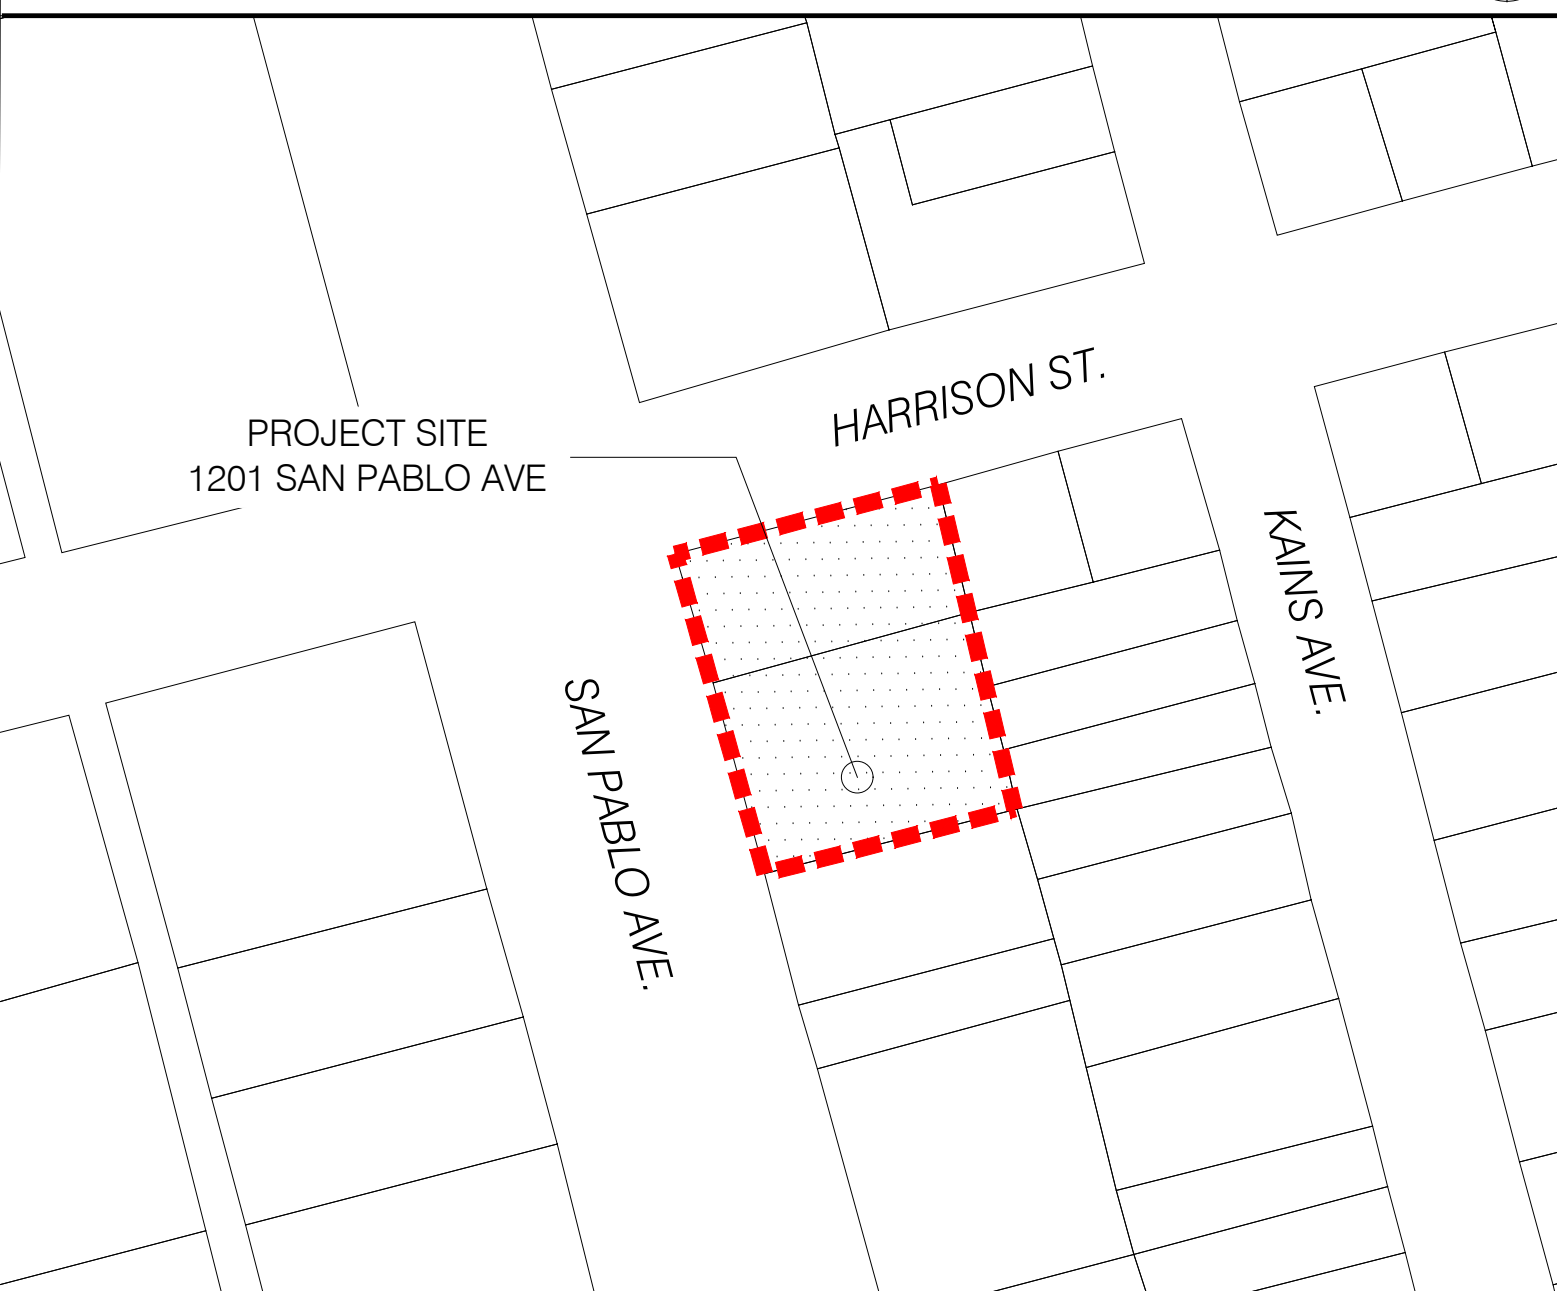 HARRISON ST.
PROJECT SITE
1201 SAN PABLO AVE
KAINS AVE.
SAN PABLO AVE.